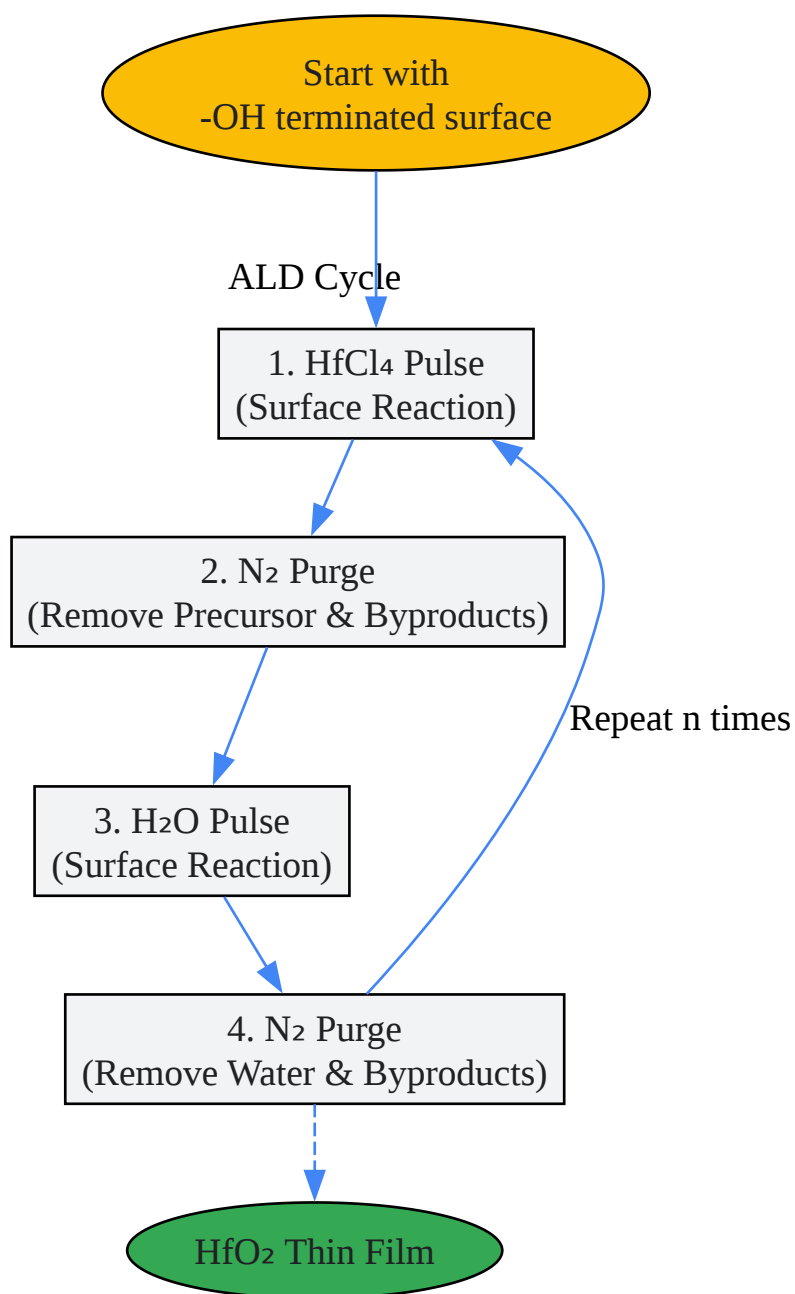 Start with
-OH terminated surface
ALD Cycle
1. HfCl₄ Pulse
(Surface Reaction)
2. N₂ Purge
(Remove Precursor & Byproducts)
Repeat n times
3. H₂O Pulse
(Surface Reaction)
4. N₂ Purge
(Remove Water & Byproducts)
HfO₂ Thin Film